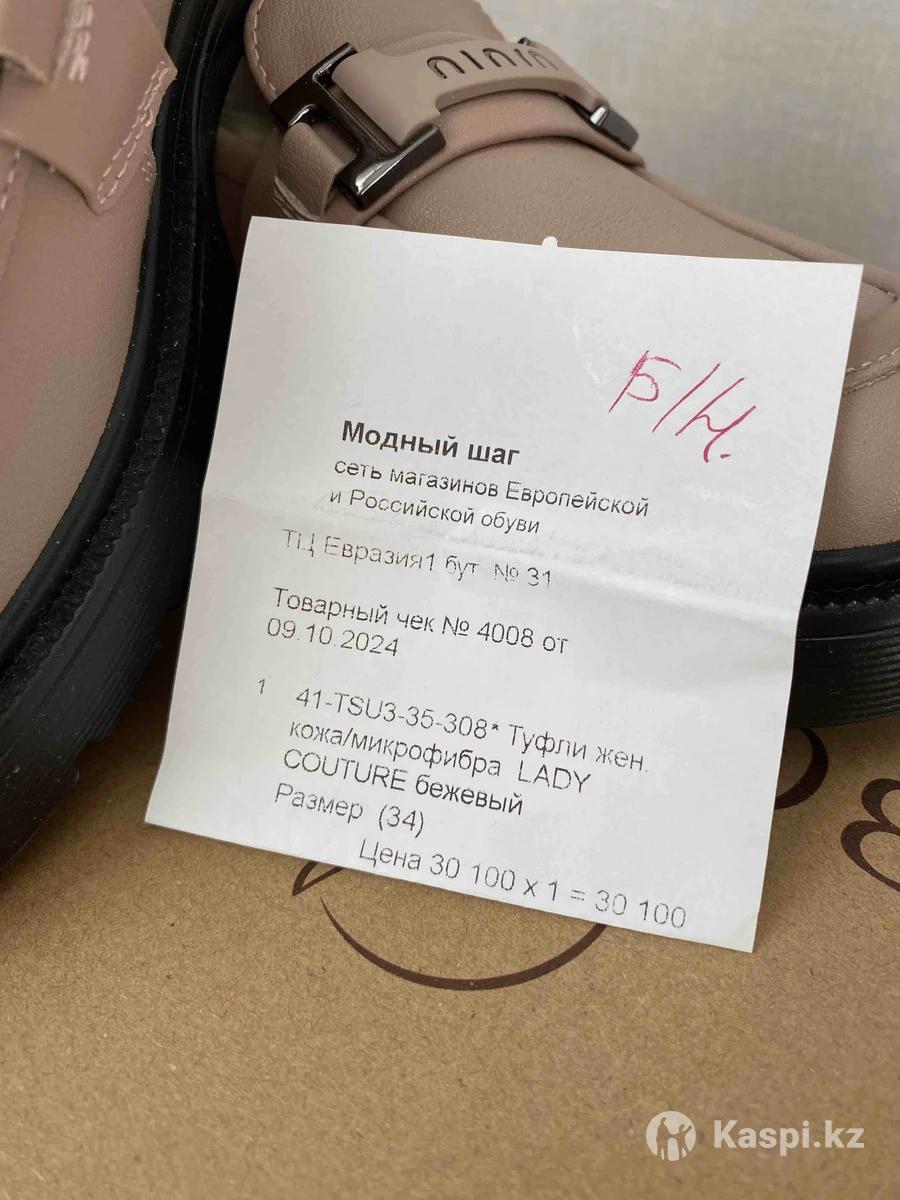 Б/Н.
Модный шаг
сеть магазинов Европейской
и Российской обуви
ТЦ Евразия1 бут № 31
Товарный чек № 4008 от
09.10.2024
1 41-TSU3-35-308* Туфли жен.
кожа/микрофибра LADY
COUTURE бежевый
Размер (34)
Цена 30 100 x 1 = 30 100
Kaspi.kz